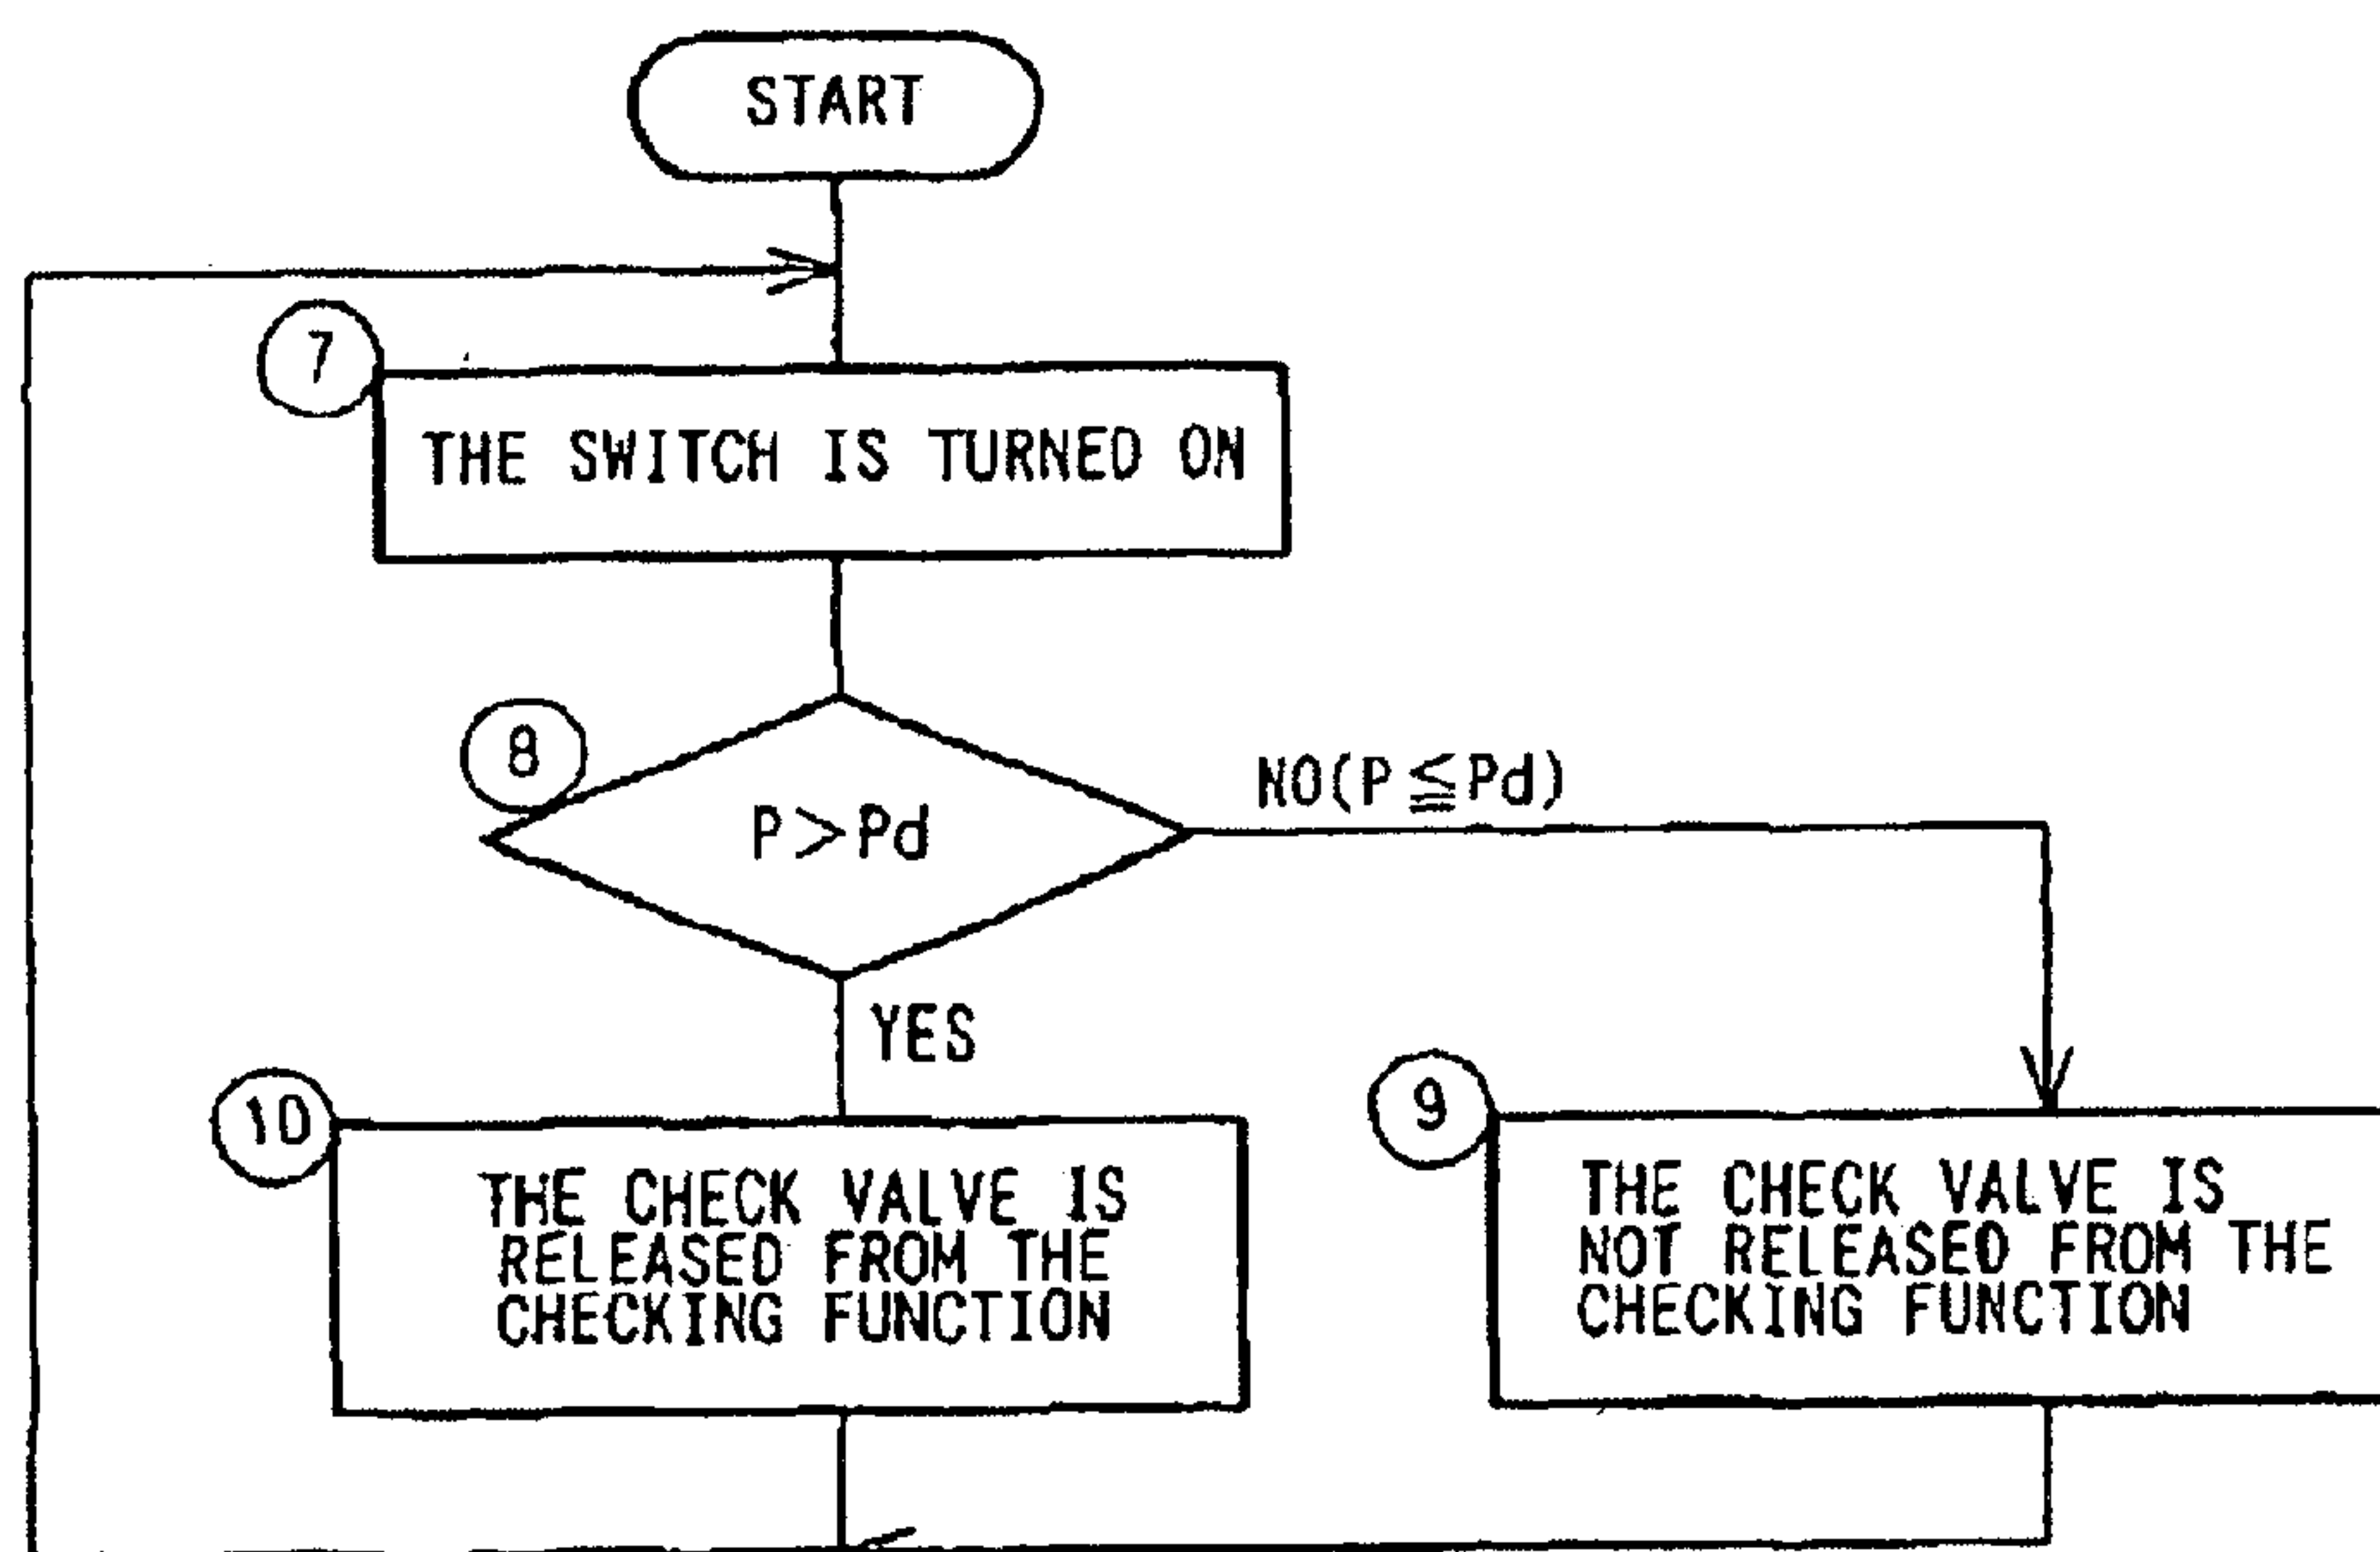 START
7
THE SWITCH IS TURNED ON
8
P>Pd
NO(P≦Pd)
YES
10
THE CHECK VALVE IS
RELEASED FROM THE
CHECKING FUNCTION
9
THE CHECK VALVE IS
NOT RELEASED FROM THE
CHECKING FUNCTION